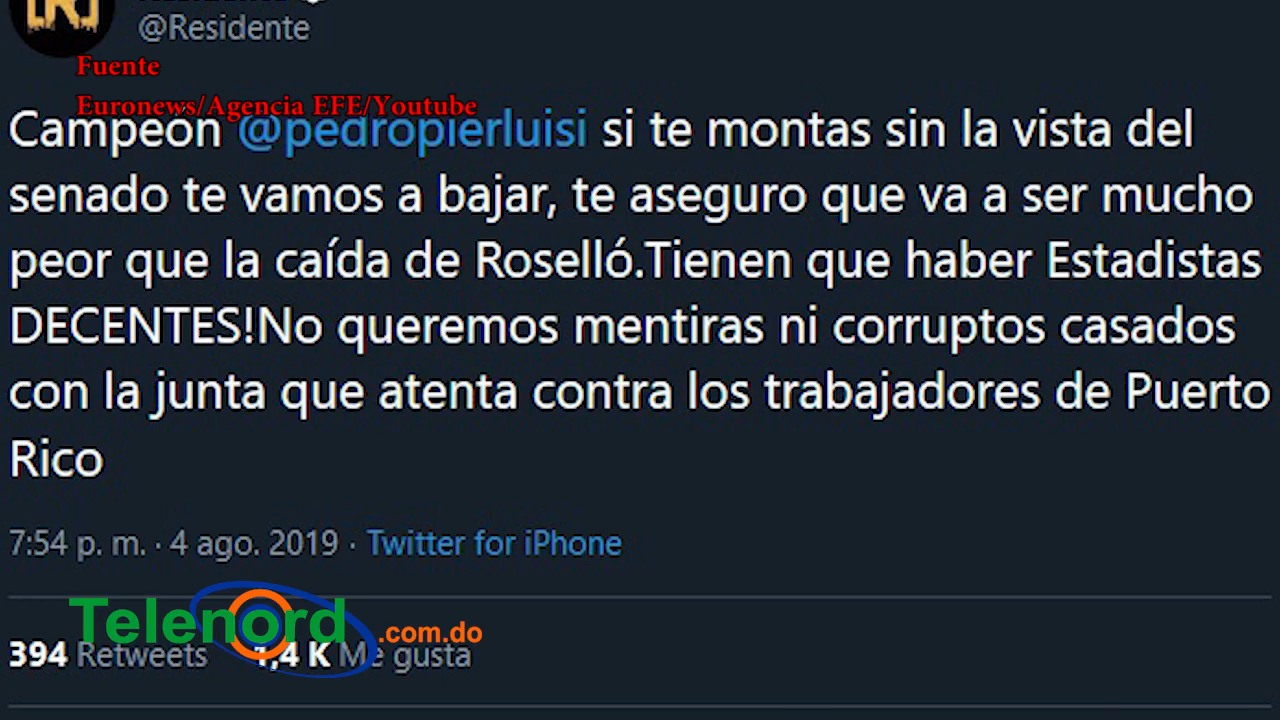 @Residente
Fuente
Euronews/Agencia EFE/Youtube
Campeón @pedropierluisi si te montas sin la vista del
senado te vamos a bajar, te aseguro que va a ser mucho
peor que la caída de Roselló.Tienen que haber Estadistas
DECENTES!No queremos mentiras ni corruptos casados
con la junta que atenta contra los trabajadores de Puerto
Rico
7:54 p. m. · 4 ago. 2019 · Twitter for iPhone
Telenord.com.do
394 Retweets 1,4 K Me gusta